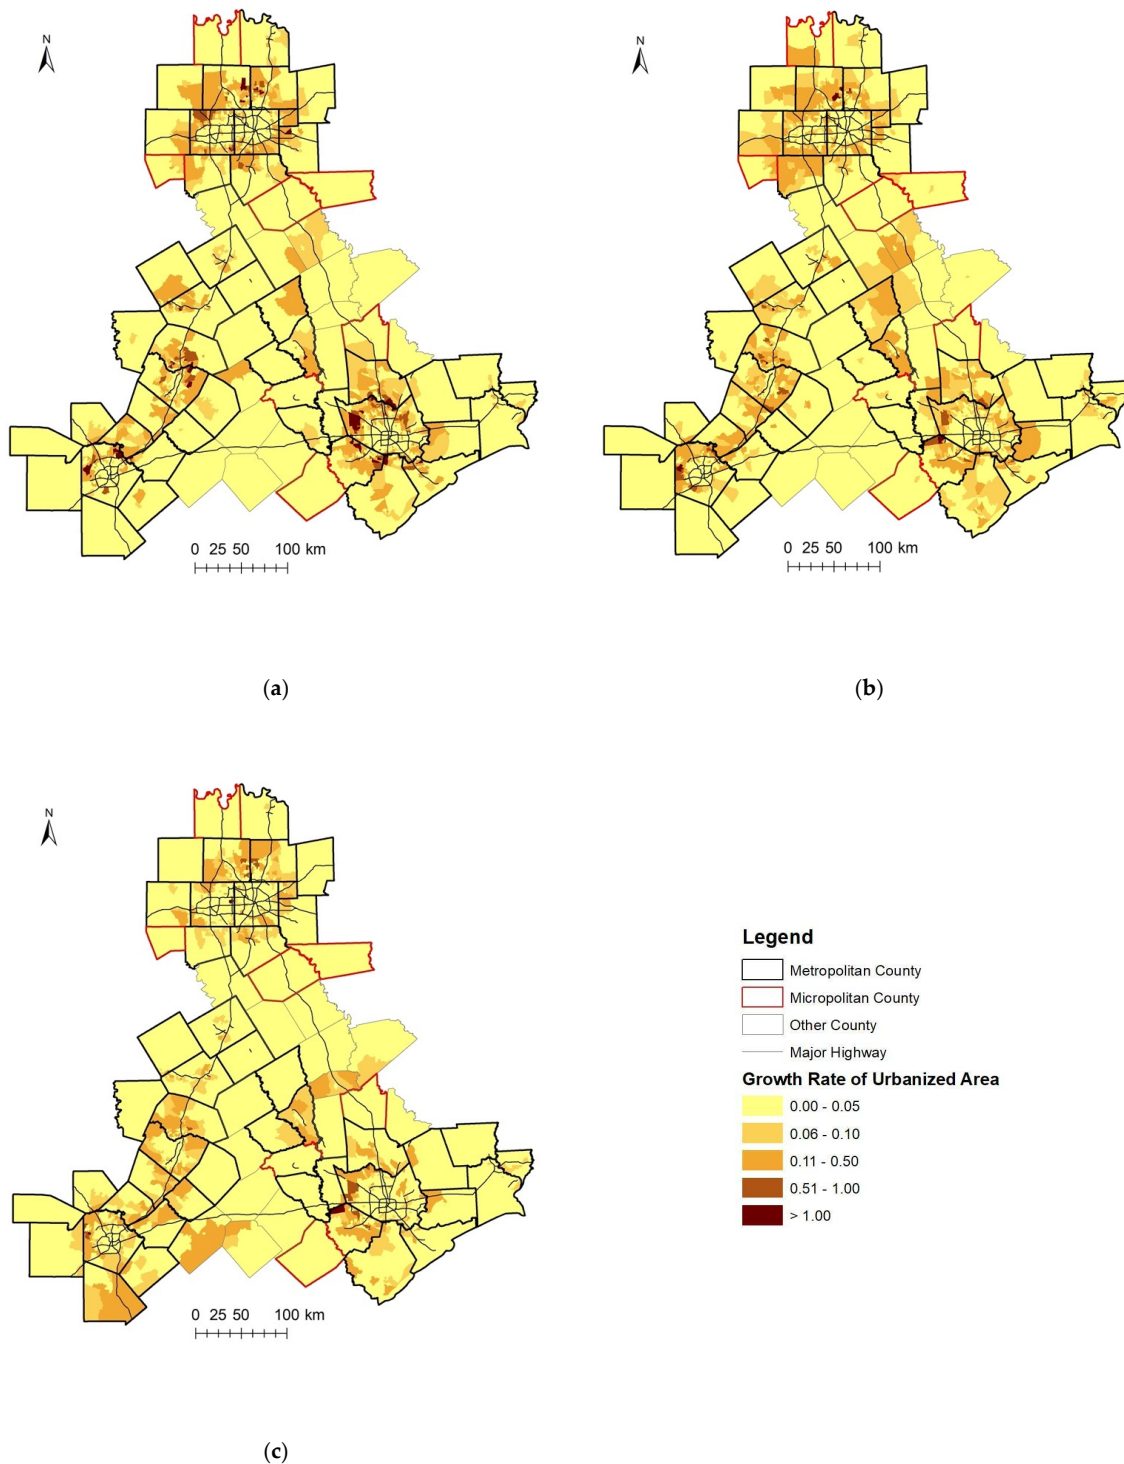 N
N
0 25 50 100 km
0 25 50 100 km
(a)
(b)
N
Legend
Metropolitan County
Micropolitan County
Other County
Major Highway
Growth Rate of Urbanized Area
0.00 - 0.05
0.06 - 0.10
0.11 - 0.50
0.51 - 1.00
> 1.00
0 25 50 100 km
(c)